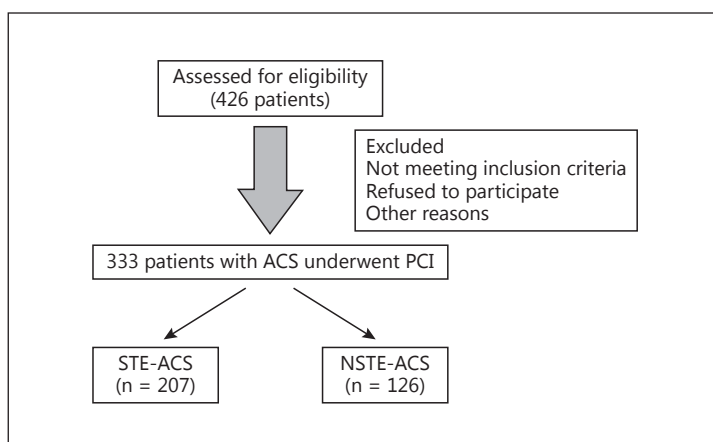 Assessed for eligibility
(426 patients)
Excluded
Not meeting inclusion criteria
Refused to participate
Other reasons
333 patients with ACS underwent PCI
STE-ACS
(n = 207)
NSTE-ACS
(n = 126)